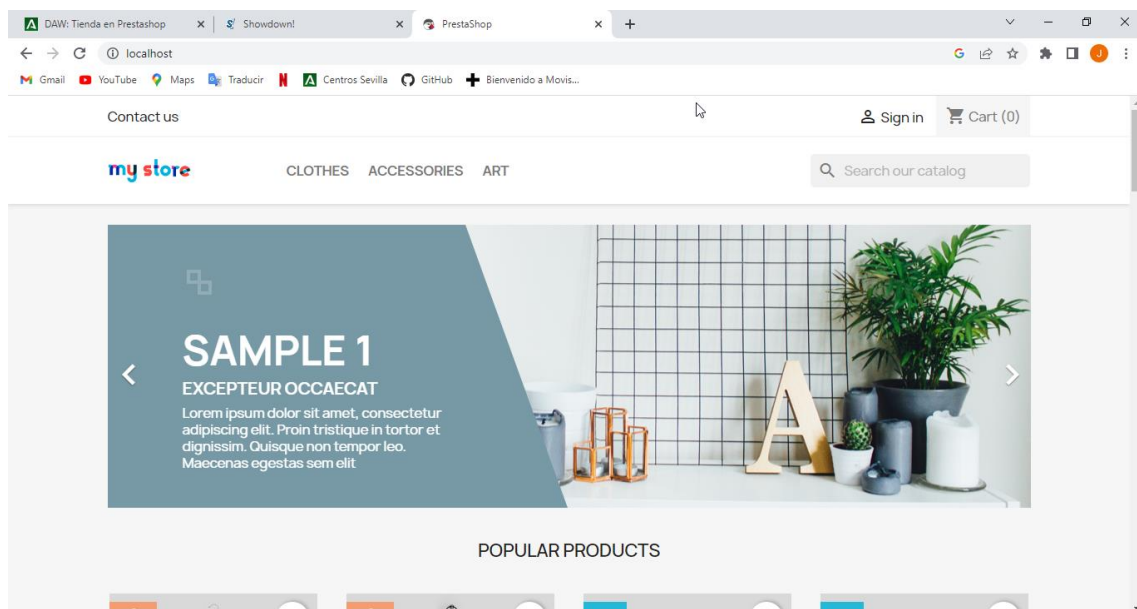 DAW: Tienda en Prestashop
Showdown!
PrestaShop
localhost
Gmail YouTube Maps Traducir Centros Sevilla GitHub Bienvenido a Movis...
Contact us
Sign in
Cart (0)
my store
CLOTHES ACCESSORIES ART
Search our catalog
SAMPLE 1
EXCEPTEUR OCCAECAT
Lorem ipsum dolor sit amet, consectetur
adipiscing elit. Proin tristique in tortor et
dignissim. Quisque non tempor leo.
Maecenas egestas sem elit
A
POPULAR PRODUCTS